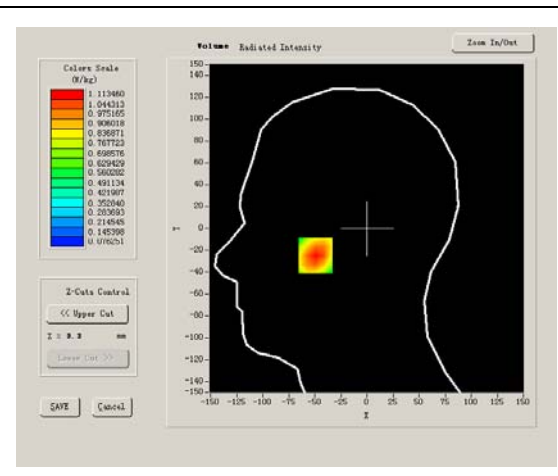 Volume Radiated Intensity
Zoom In/Out
Colors Scale
(W/kg)
1.113460
1.044313
0.975165
0.906018
0.836871
0.767723
0.698576
0.629429
0.560282
0.491134
0.421987
0.352840
0.283693
0.214545
0.145398
0.076251
150
140
120
100
80
60
40
20
0
-20
-40
-60
-80
-100
-120
-140
-150
Y
-150 -125 -100 -75 -50 -25 0 25 50 75 100 125 150
X
Z-Cuts Control
<< Upper Cut
mm
Lower Cut >>
SAVE Cancel